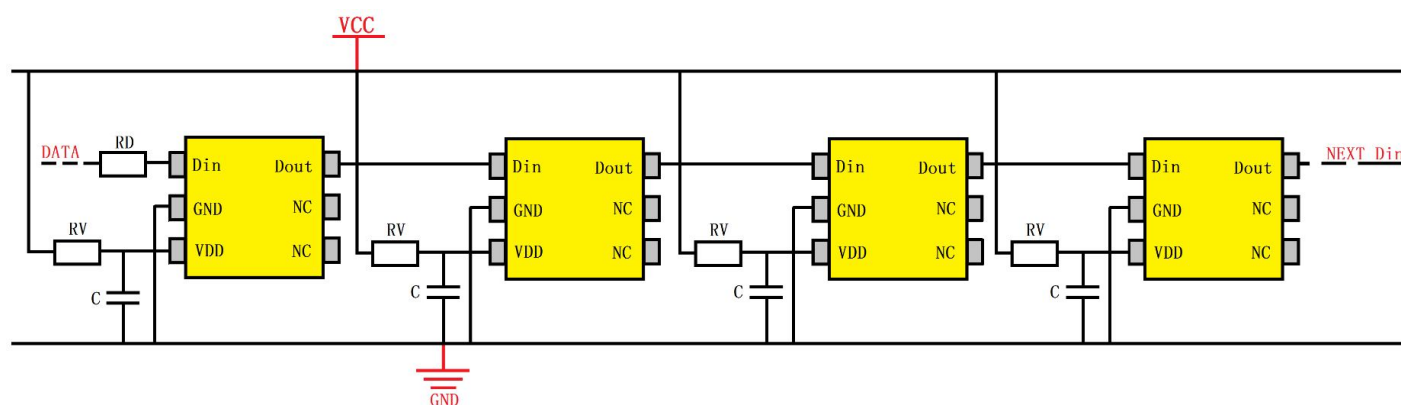 VCC
DATA
RD
Din
Dout
GND
NC
VDD
NC
RV
C
Din
Dout
GND
NC
VDD
NC
RV
C
Din
Dout
GND
NC
VDD
NC
RV
C
Din
Dout
GND
NC
VDD
NC
RV
C
NEXT Din
GND